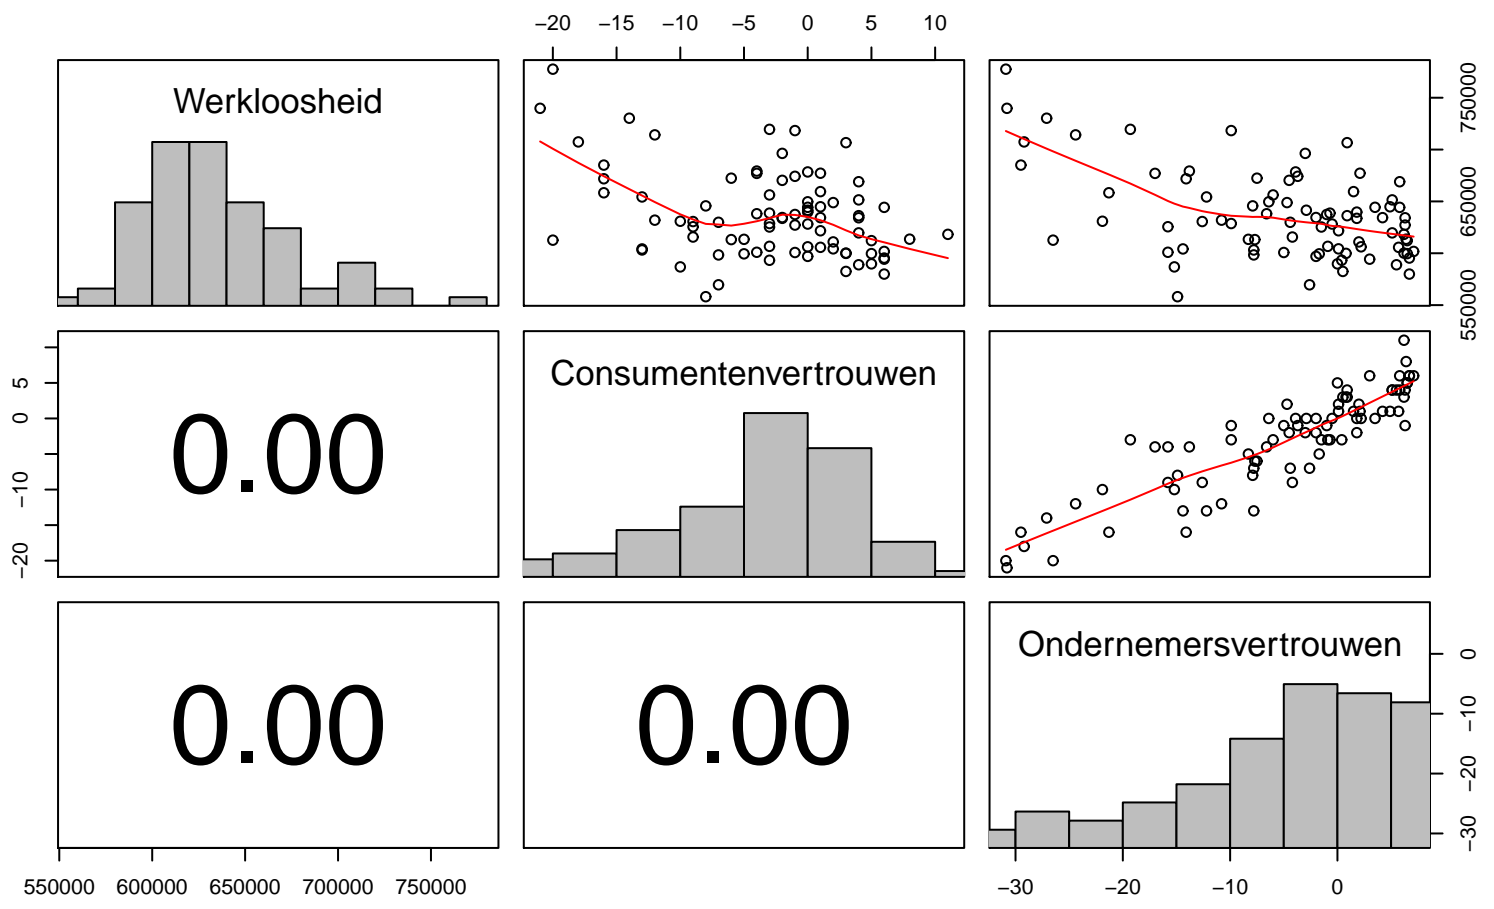 −20 −15 −10 −5 0 5 10
Werkloosheid
550000 650000 750000
Consumentenvertrouwen
−20 −10 0 5
0.00
Ondernemersvertrouwen
0.00
0.00
−30 −20 −10 0
550000 600000 650000 700000 750000
−30 −20 −10 0